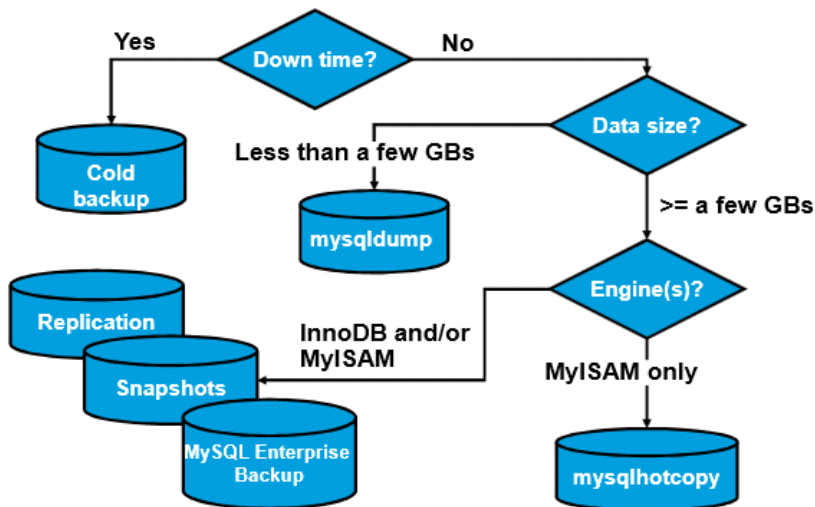 Yes
Down time?
No
Data size?
Less than a few GBs
Cold
backup
mysqldump
>= a few GBs
Engine(s)?
Replication
InnoDB and/or
MyISAM
Snapshots
MyISAM only
MySQL Enterprise
Backup
mysqlhotcopy